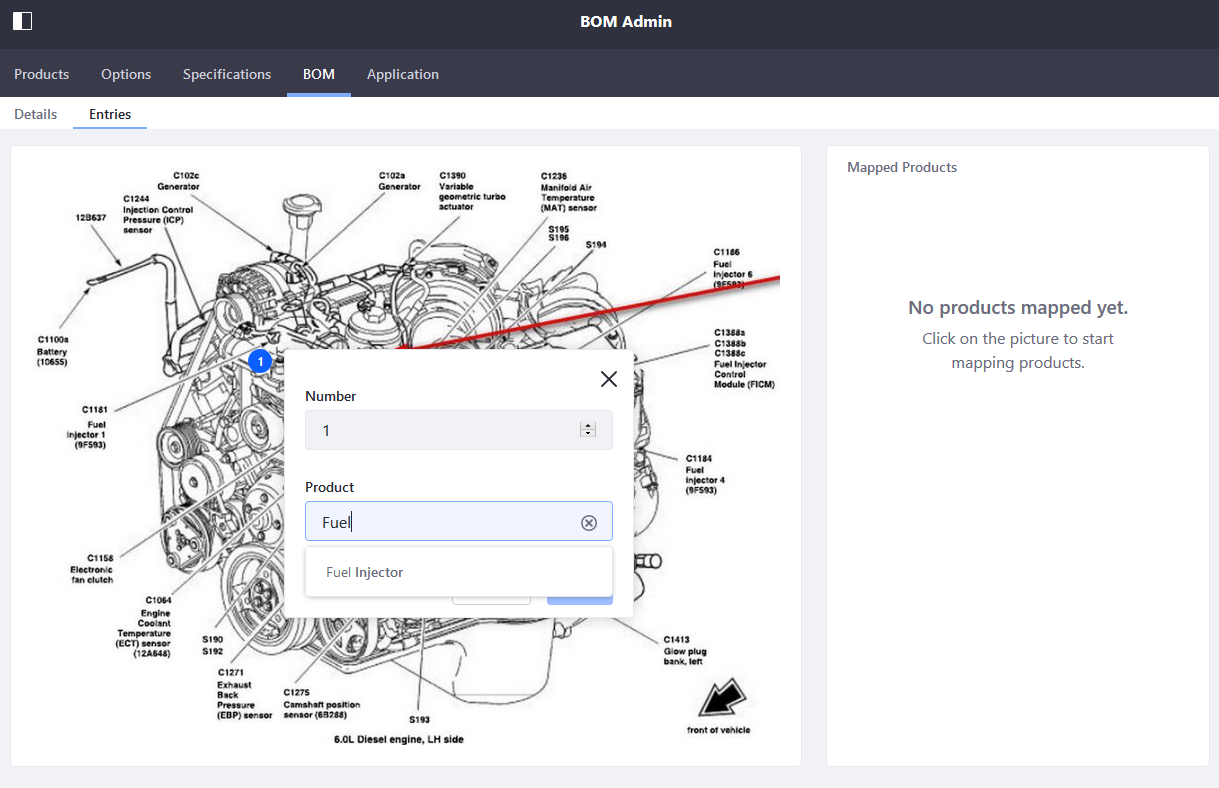 BOM Admin
Products
Options
Specifications
BOM
Application
Details
Entries
C102c
Generator
C1244
Injection Control
Pressure (ICP)
sensor
12B637
C102a
Generator
C1390
Variable
geometric turbo
actuator
C1236
Manifold Air
Temperature
(MAT) sensor
S195
S196
S194
C1186
Fuel
Injector 6
(9F593)
C1388a
C1388b
C1388c
Fuel Injector
Control
Module (FICM)
C1100a
Battery
(10655)
1
C1181
Fuel
Injector 1
(9F593)
Number
1
Product
Fuel
Fuel Injector
C1184
Fuel
Injector 4
(9F593)
C1158
Electronic
fan clutch
C1064
Engine
Coolant
Temperature
(ECT) sensor
(12A648)
S190
S192
C1271
Exhaust
Back
Pressure
(EBP) sensor
C1275
Camshaft position
sensor (6B288)
S193
C1413
Glow plug
bank, left
front of vehicle
6.0L Diesel engine, LH side
Mapped Products
No products mapped yet.
Click on the picture to start
mapping products.